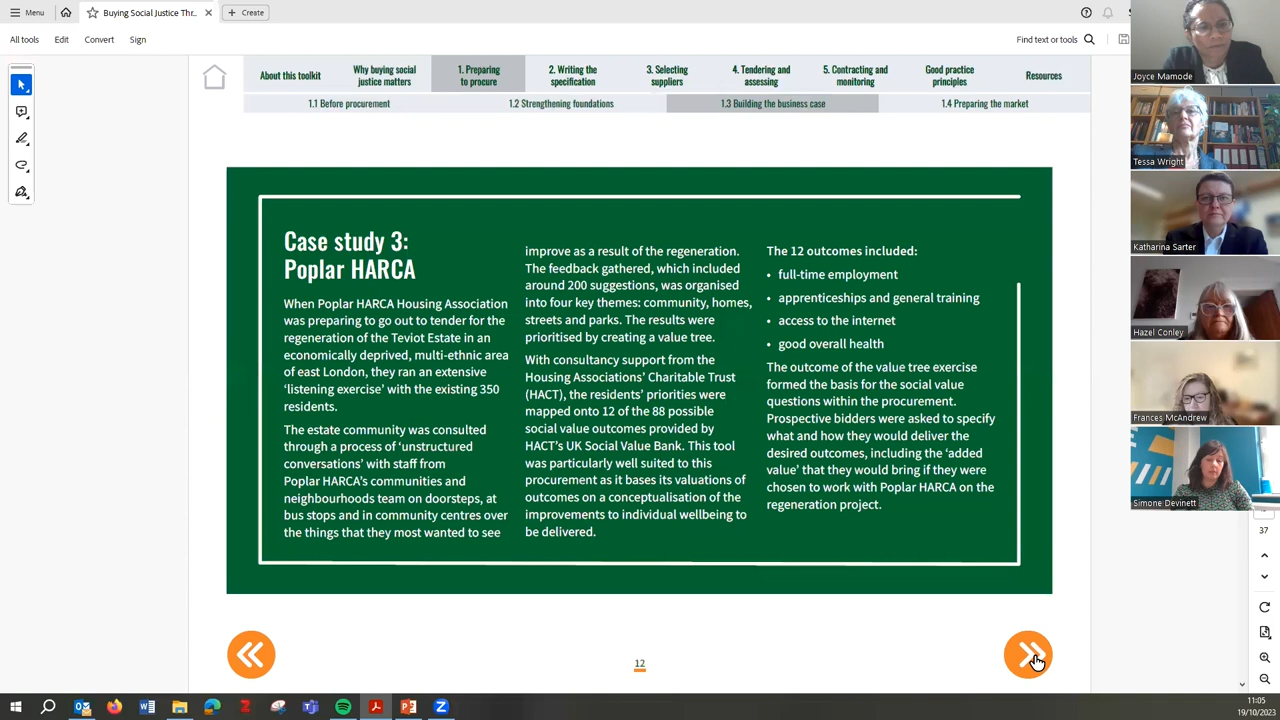 Menu
Buying Social Justice Thr...
Create
All tools
Edit
Convert
Sign
Find text or tools
About this toolkit
Why buying social
justice matters
1. Preparing
to procure
2. Writing the
specification
3. Selecting
suppliers
4. Tendering and
assessing
5. Contracting and
monitoring
Good practice
principles
Resources
1.1 Before procurement
1.2 Strengthening foundations
1.3 Building the business case
1.4 Preparing the market
Case study 3:
Poplar HARCA
When Poplar HARCA Housing Association
was preparing to go out to tender for the
regeneration of the Teviot Estate in an
economically deprived, multi-ethnic area
of east London, they ran an extensive
‘listening exercise’ with the existing 350
residents.
The estate community was consulted
through a process of ‘unstructured
conversations’ with staff from
Poplar HARCA’s communities and
neighbourhoods team on doorsteps, at
bus stops and in community centres over
the things that they most wanted to see
improve as a result of the regeneration.
The feedback gathered, which included
around 200 suggestions, was organised
into four key themes: community, homes,
streets and parks. The results were
prioritised by creating a value tree.
With consultancy support from the
Housing Associations’ Charitable Trust
(HACT), the residents’ priorities were
mapped onto 12 of the 88 possible
social value outcomes provided by
HACT’s UK Social Value Bank. This tool
was particularly well suited to this
procurement as it bases its valuations of
outcomes on a conceptualisation of the
improvements to individual wellbeing to
be delivered.
The 12 outcomes included:
• full-time employment
• apprenticeships and general training
• access to the internet
• good overall health
The outcome of the value tree exercise
formed the basis for the social value
questions within the procurement.
Prospective bidders were asked to specify
what and how they would deliver the
desired outcomes, including the ‘added
value’ that they would bring if they were
chosen to work with Poplar HARCA on the
regeneration project.
12
Joyce Mamode
Tessa Wright
Katharina Sarter
Hazel Conley
Frances McAndrew
Simone Devinett
37
11:05
19/10/2023